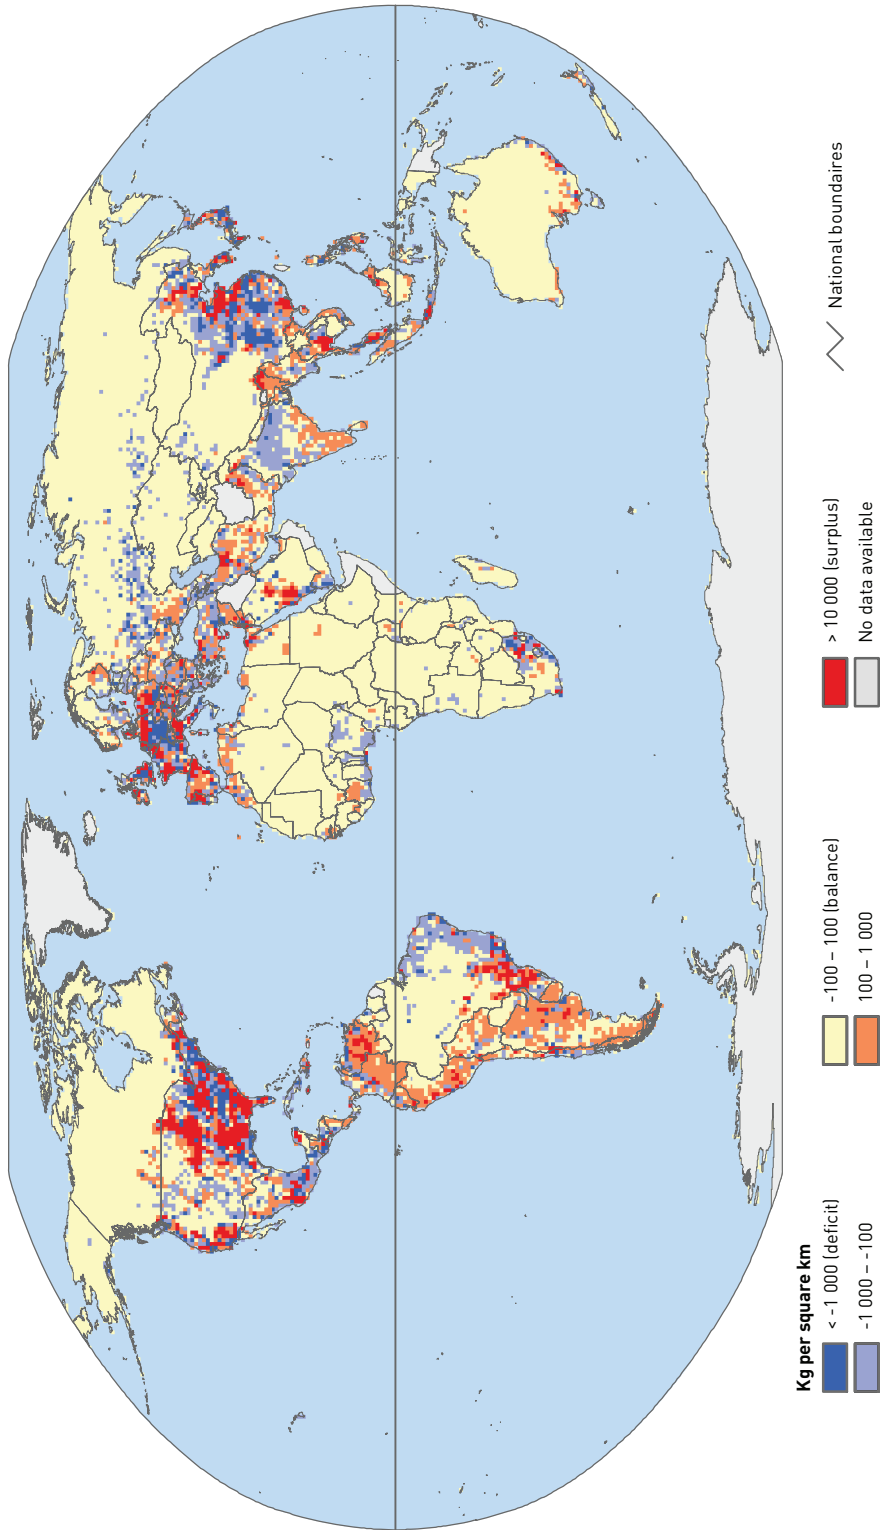 Kg per square km
< -1 000 (deficit)
-1 000 – -100
-100 – 100 (balance)
100 – 1 000
> 10 000 (surplus)
No data available
National boundaires